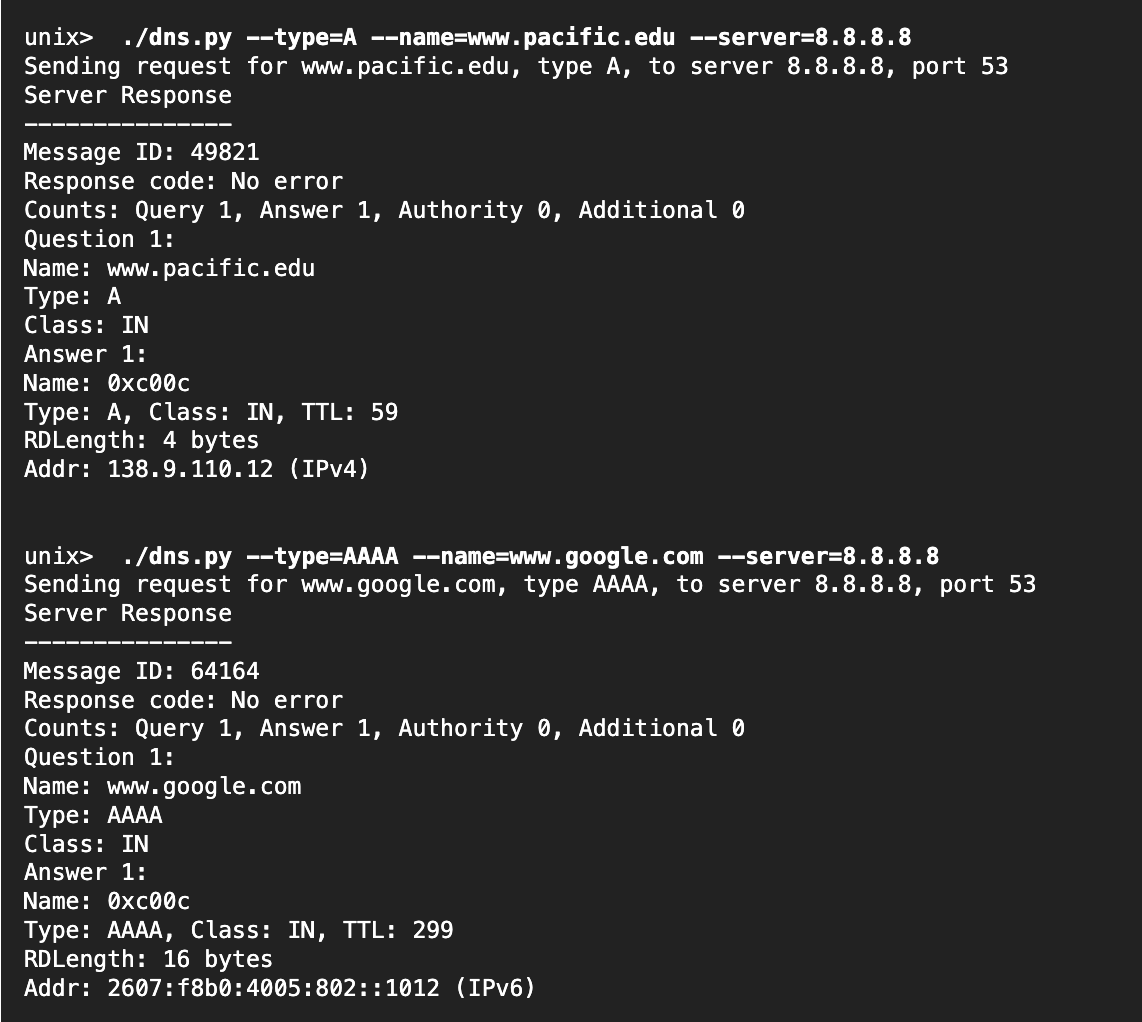 unix>  ./dns.py --type=A --name=www.pacific.edu --server=8.8.8.8
Sending request for www.pacific.edu, type A, to server 8.8.8.8, port 53
Server Response
---------------
Message ID: 49821
Response code: No error
Counts: Query 1, Answer 1, Authority 0, Additional 0
Question 1:
Name: www.pacific.edu
Type: A
Class: IN
Answer 1:
Name: 0xc00c
Type: A, Class: IN, TTL: 59
RDLength: 4 bytes
Addr: 138.9.110.12 (IPv4)
unix>  ./dns.py --type=AAAA --name=www.google.com --server=8.8.8.8
Sending request for www.google.com, type AAAA, to server 8.8.8.8, port 53
Server Response
---------------
Message ID: 64164
Response code: No error
Counts: Query 1, Answer 1, Authority 0, Additional 0
Question 1:
Name: www.google.com
Type: AAAA
Class: IN
Answer 1:
Name: 0xc00c
Type: AAAA, Class: IN, TTL: 299
RDLength: 16 bytes
Addr: 2607:f8b0:4005:802::1012 (IPv6)